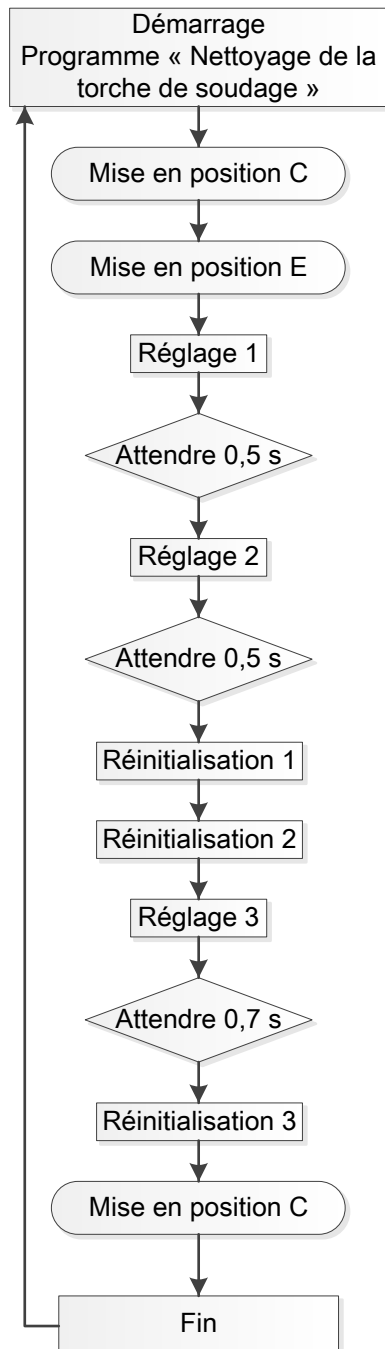 Démarrage
Programme « Nettoyage de la
torche de soudage »
Mise en position C
Mise en position E
Réglage 1
Attendre 0,5 s
Réglage 2
Attendre 0,5 s
Réinitialisation 1
Réinitialisation 2
Réglage 3
Attendre 0,7 s
Réinitialisation 3
Mise en position C
Fin